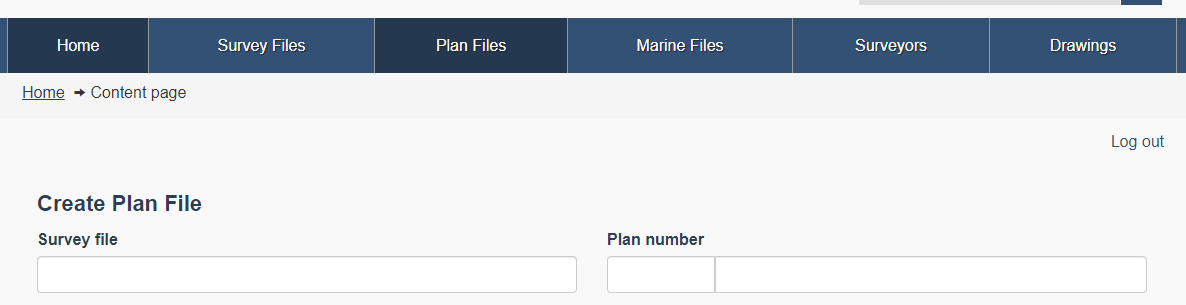 Home Survey Files Plan Files Marine Files Surveyors Drawings
Home ➔ Content page
Log out
Create Plan File
Survey file Plan number